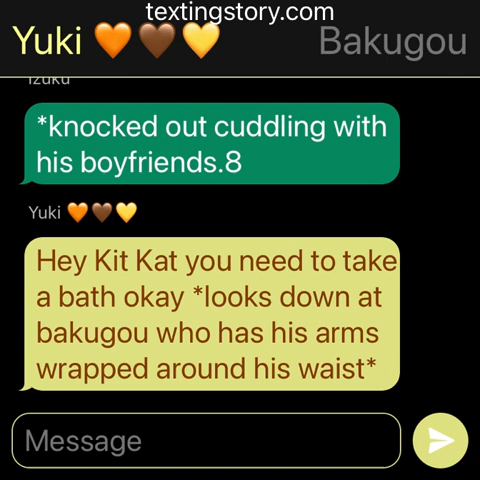 textingstory.com
Yuki 🧡🤎💛 Bakugou
Izuku
*knocked out cuddling with
his boyfriends.8
Yuki 🧡🤎💛
Hey Kit Kat you need to take
a bath okay *looks down at
bakugou who has his arms
wrapped around his waist*
Message